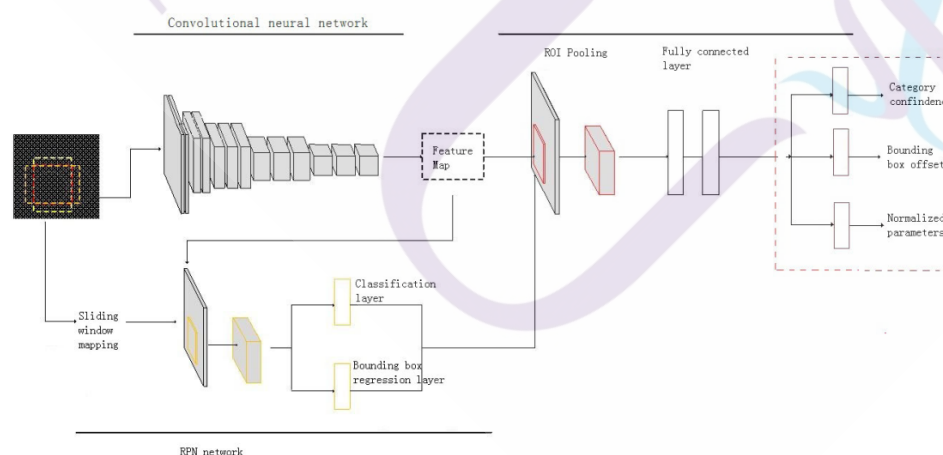 Convolutional neural network
ROI Pooling
Fully connected
layer
Category
confindenc
Feature
Map
Bounding
box offset
Normalized
parameters
Classification
layer
Sliding
window
mapping
Bounding box
regression layer
RPN network